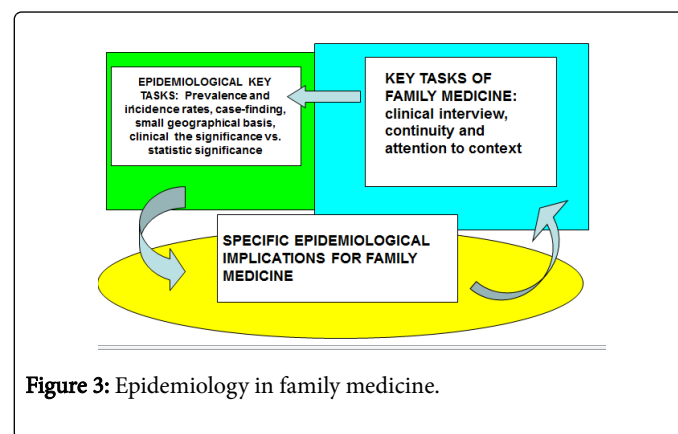 EPIDEMIOLOGICAL KEY
TASKS: Prevalence and
incidence rates, case-finding,
small geographical basis,
clinical the significance vs.
statistic significance
KEY TASKS OF
FAMILY MEDICINE:
clinical interview,
continuity and
attention to context
SPECIFIC EPIDEMIOLOGICAL
IMPLICATIONS FOR FAMILY
MEDICINE
Figure 3: Epidemiology in family medicine.